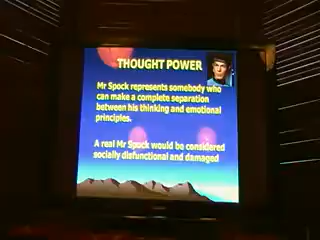 THOUGHT POWER
Mr Spock represents somebody who
can make a complete separation
between his thinking and emotional
principles.
A real Mr Spock would be considered
socially disfunctional and damaged